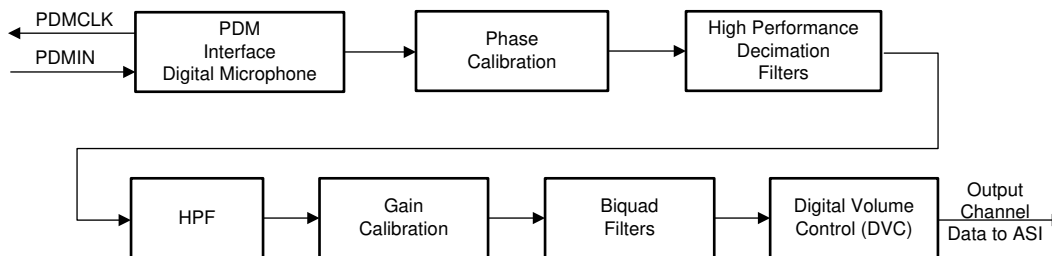 PDMCLK
PDMIN
PDM
Interface
Digital Microphone
Phase
Calibration
High Performance
Decimation
Filters
HPF
Gain
Calibration
Biquad
Filters
Digital Volume
Control (DVC)
Output
Channel
Data to ASI